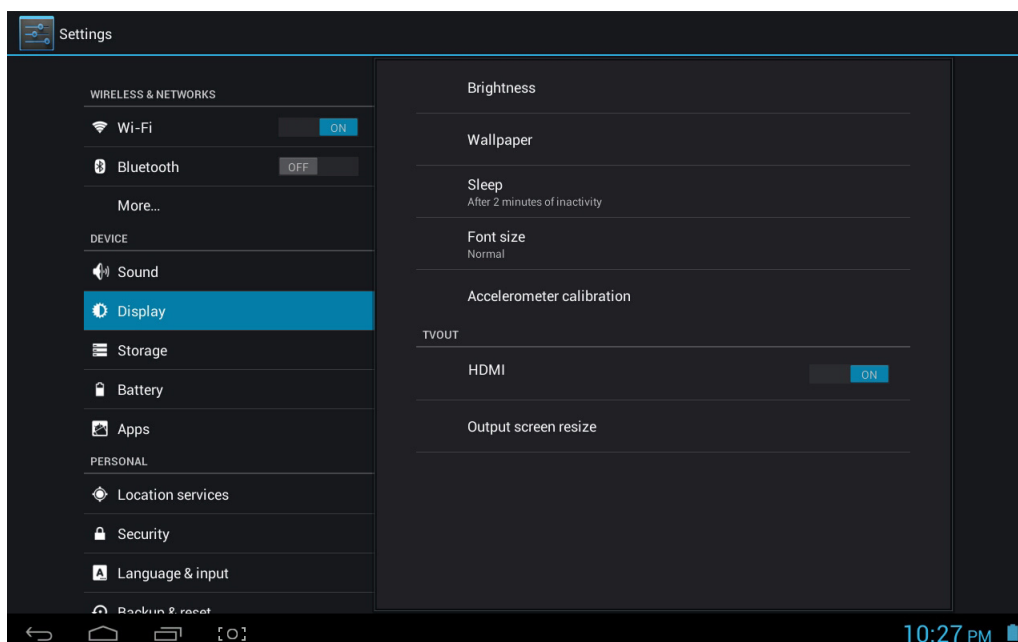 Settings
WIRELESS & NETWORKS
Wi-Fi ON
Bluetooth OFF
More...
DEVICE
Sound
Display
Storage
Battery
Apps
PERSONAL
Location services
Security
Language & input
Backup & reset
Brightness
Wallpaper
Sleep
After 2 minutes of inactivity
Font size
Normal
Accelerometer calibration
TVOUT
HDMI ON
Output screen resize
10:27 PM